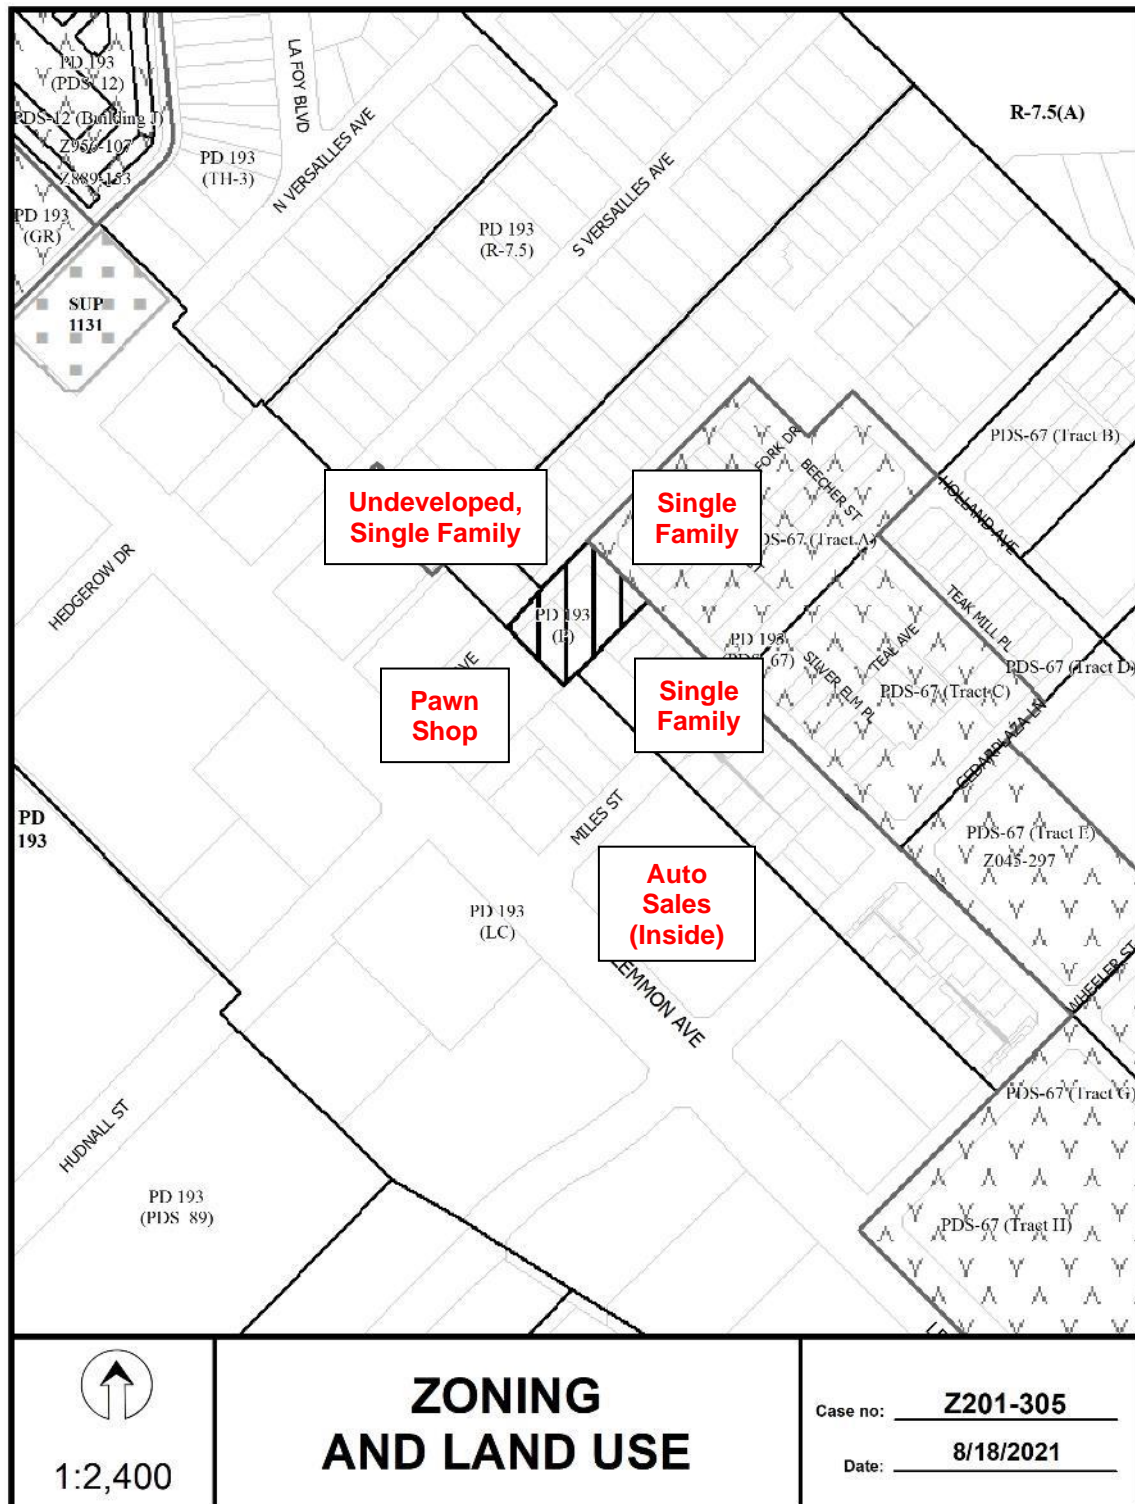 PD 193
(PDS 12)
PDS-12 (Building J)
Z956-107
Z889-153
PD 193
(GR)
SUP
1131
LA FOY BLVD
PD 193
(TH-3)
N VERSAILLES AVE
PD 193
(R-7.5)
S VERSAILLES AVE
R-7.5(A)
PDS-67 (Tract B)
HOLLAND AVE
Undeveloped,
Single Family
Single
Family
FORK DR
BEECHER ST
PDS-67 (Tract A)
HEDGEROW DR
PD 193
(P)
AVE
PD 193
(PDS 67)
SILVER ELM PL
TEAL AVE
TEAK MILL PL
PDS-67 (Tract C)
PDS-67 (Tract D)
CEDARPLAZA LN
Pawn
Shop
Single
Family
PD
193
MILES ST
PDS-67 (Tract E)
Z045-297
Auto
Sales
(Inside)
PD 193
(LC)
LEMMON AVE
WHEELER ST
PDS-67 (Tract G)
HUDNALL ST
PD 193
(PDS 89)
PDS-67 (Tract H)
1:2,400
ZONING
AND LAND USE
Case no: Z201-305
Date: 8/18/2021